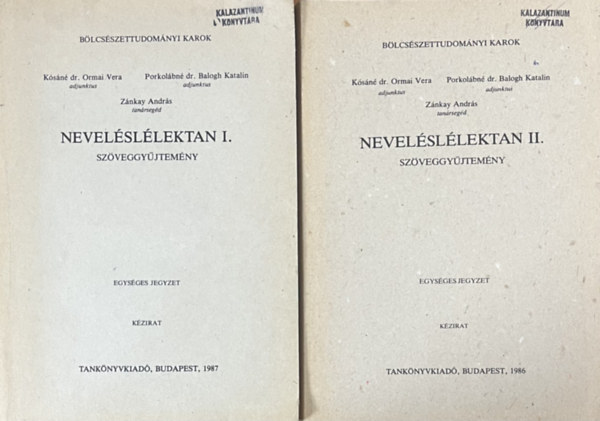 KALAZANTINUM
KÖNYVTÁRA
BÖLCSÉSZETTUDOMÁNYI KAROK
Kósáné dr. Ormai Vera
adjunktus
Porkolábné dr. Balogh Katalin
adjunktus
Zánkay András
tanársegéd
NEVELÉSLÉLEKTAN I.
SZÖVEGGYŰJTEMÉNY
EGYSÉGES JEGYZET
KÉZIRAT
TANKÖNYVKIADÓ, BUDAPEST, 1987
KALAZANTINUM
KÖNYVTÁRA
BÖLCSÉSZETTUDOMÁNYI KAROK
Kósáné dr. Ormai Vera
adjunktus
Porkolábné dr. Balogh Katalin
adjunktus
Zánkay András
tanársegéd
NEVELÉSLÉLEKTAN II.
SZÖVEGGYŰJTEMÉNY
EGYSÉGES JEGYZET
KÉZIRAT
TANKÖNYVKIADÓ, BUDAPEST, 1986